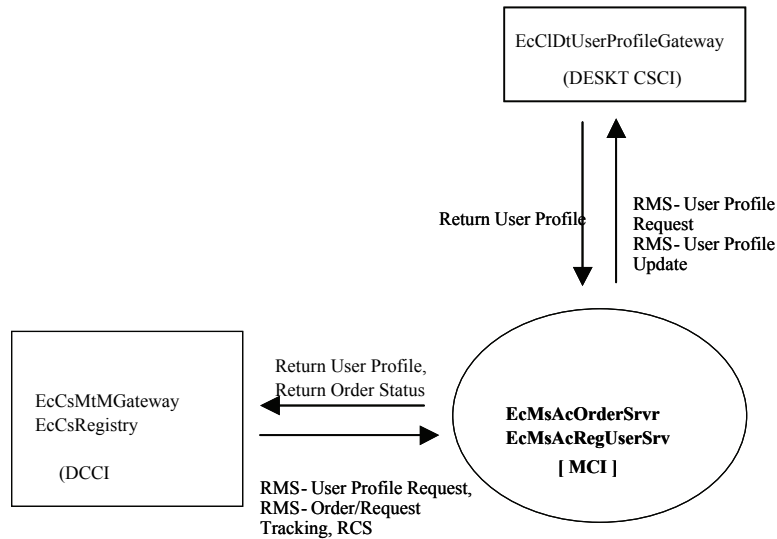 EcClDtUserProfileGateway
(DESKT CSCI)
Return User Profile
RMS- User Profile
Request
RMS- User Profile
Update
Return User Profile,
Return Order Status
EcCsMtMGateway
EcCsRegistry
(DCCI
EcMsAcOrderSrvr
EcMsAcRegUserSrv
[ MCI ]
RMS- User Profile Request,
RMS- Order/Request
Tracking, RCS